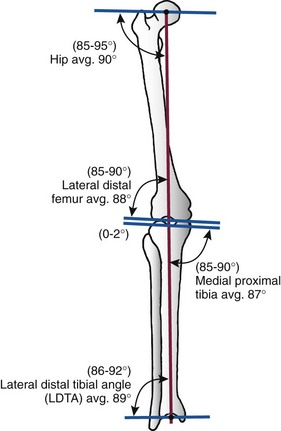 (85-95°)
Hip avg. 90°
(85-90°)
Lateral distal
femur avg. 88°
(0-2°)
(85-90°)
Medial proximal
tibia avg. 87°
(86-92°)
Lateral distal tibial angle
(LDTA) avg. 89°